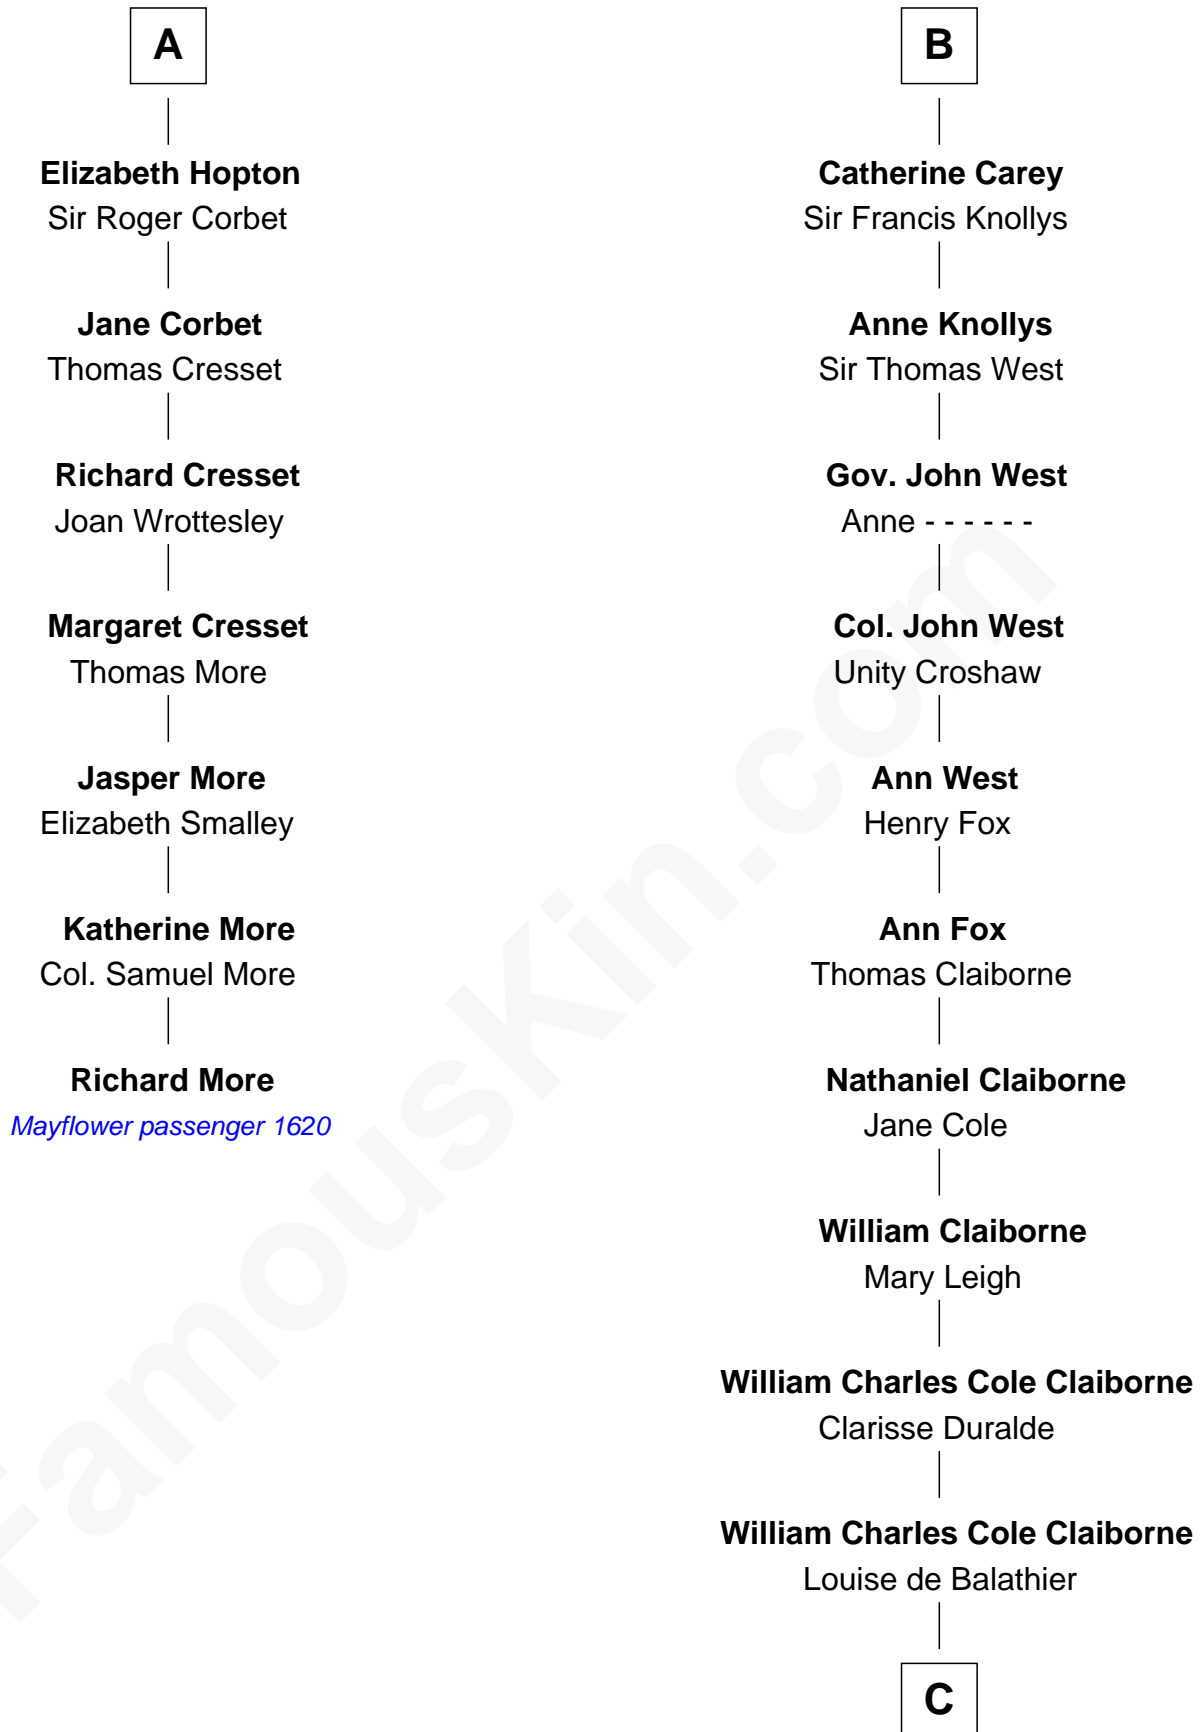 A
Elizabeth Hopton
Sir Roger Corbet
Jane Corbet
Thomas Cresset
Richard Cresset
Joan Wrottesley
Margaret Cresset
Thomas More
Jasper More
Elizabeth Smalley
Katherine More
Col. Samuel More
Richard More
Mayflower passenger 1620
B
Catherine Carey
Sir Francis Knollys
Anne Knollys
Sir Thomas West
Gov. John West
Anne - - - - - -
Col. John West
Unity Croshaw
Ann West
Henry Fox
Ann Fox
Thomas Claiborne
Nathaniel Claiborne
Jane Cole
William Claiborne
Mary Leigh
William Charles Cole Claiborne
Clarisse Duralde
William Charles Cole Claiborne
Louise de Balathier
C
FamousKin.com